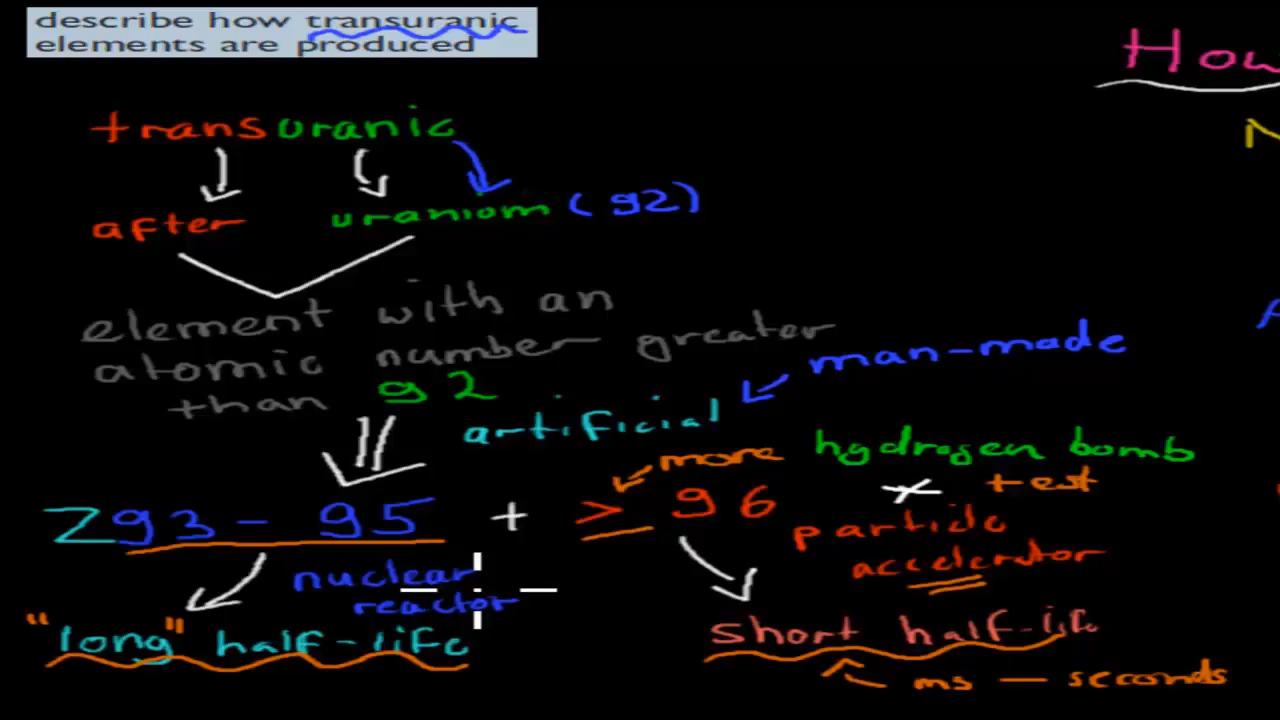 describe how transuranic
elements are produced
How
transuranic
after uraniom (92)
element with an
atomic number greater
than 92
artificial
man-made
Z93 - 95 + > 96
more
hydrogen bomb
test
particle
accelerator
nuclear
reactor
"long" half-life
short half-life
ms — seconds